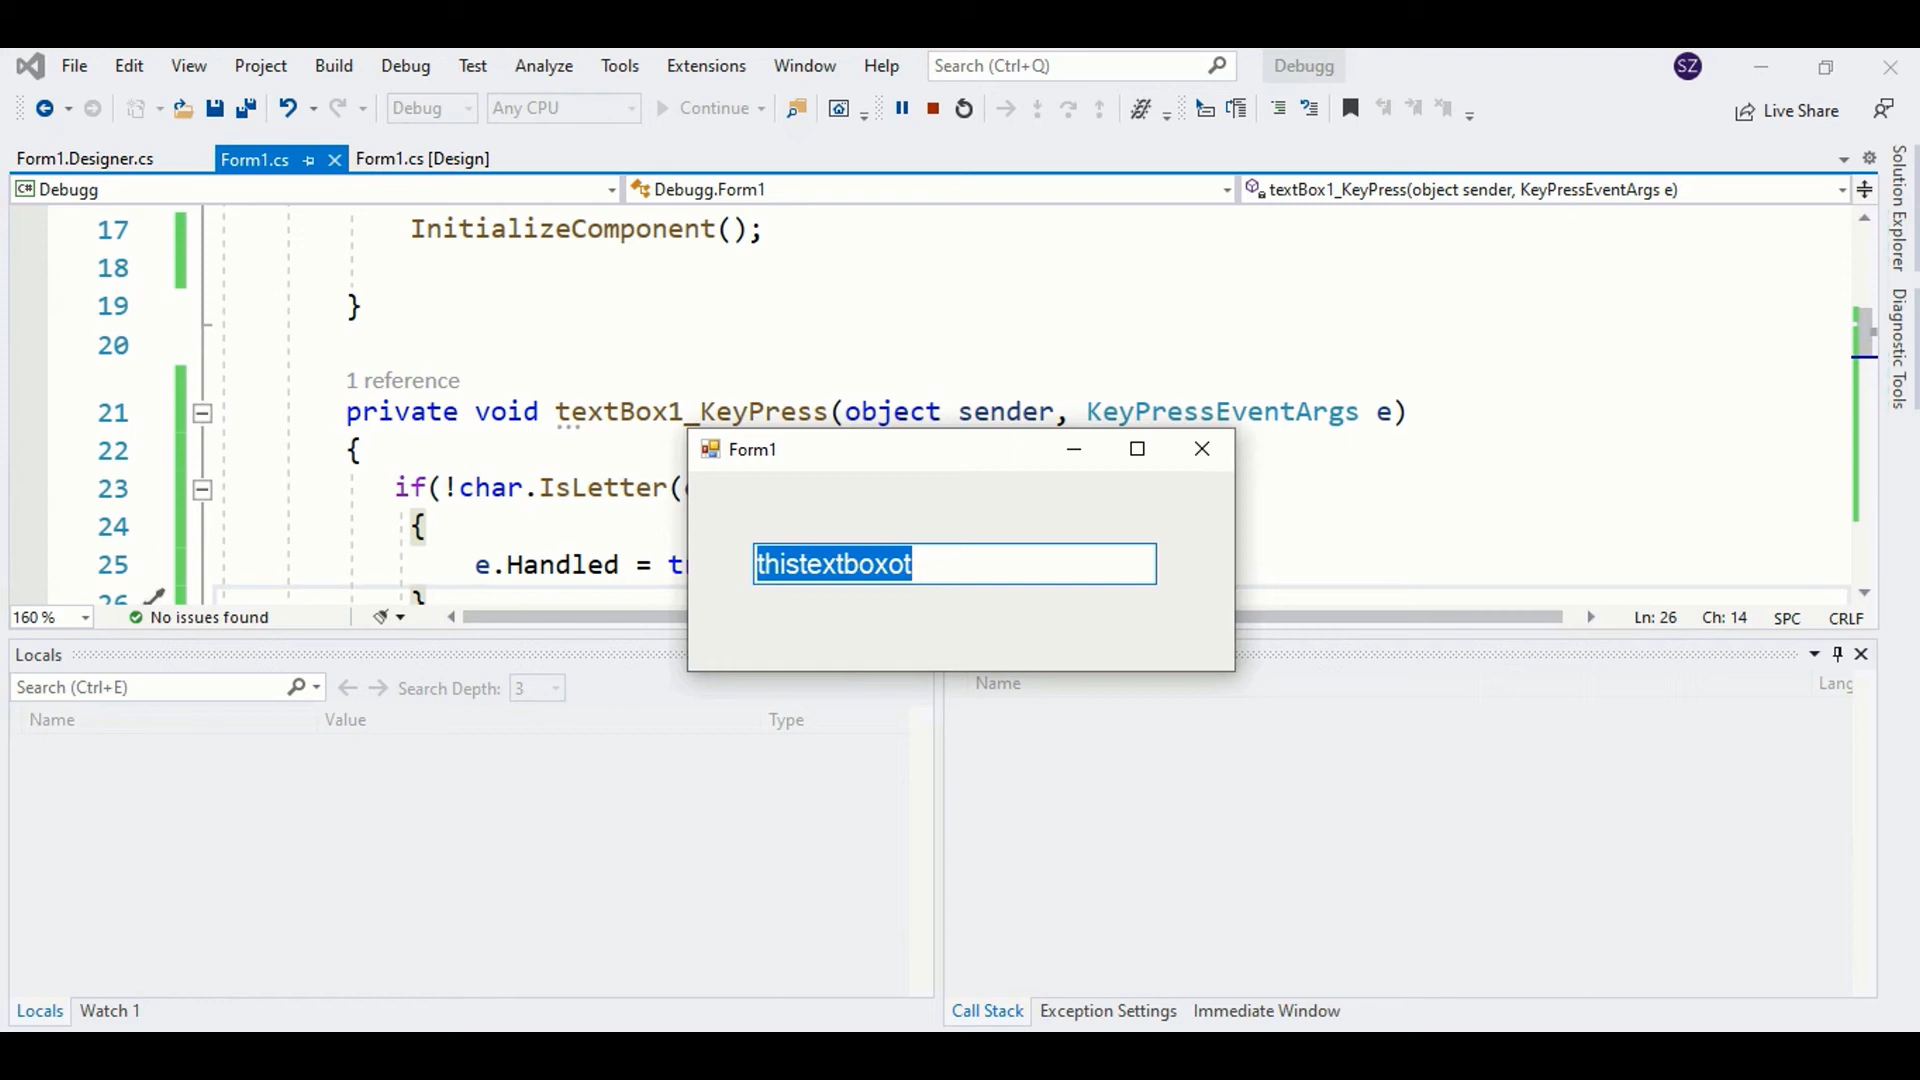 File Edit View Project Build Debug Test Analyze Tools Extensions Window Help Search (Ctrl+Q) Debugg SZ
Debug Any CPU Continue Live Share
Form1.Designer.cs Form1.cs Form1.cs [Design]
C# Debugg Debugg.Form1 textBox1_KeyPress(object sender, KeyPressEventArgs e)
17 InitializeComponent();
18
19 }
20
1 reference
21 private void textBox1_KeyPress(object sender, KeyPressEventArgs e)
22 {
23 if(!char.IsLetter(
24 {
25 e.Handled = tr
26 }
Form1
thistextboxot
160 % No issues found Ln: 26 Ch: 14 SPC CRLF
Locals
Search (Ctrl+E) Search Depth: 3
Name Value Type
Name Lang
Locals Watch 1
Call Stack Exception Settings Immediate Window
Solution Explorer
Diagnostic Tools